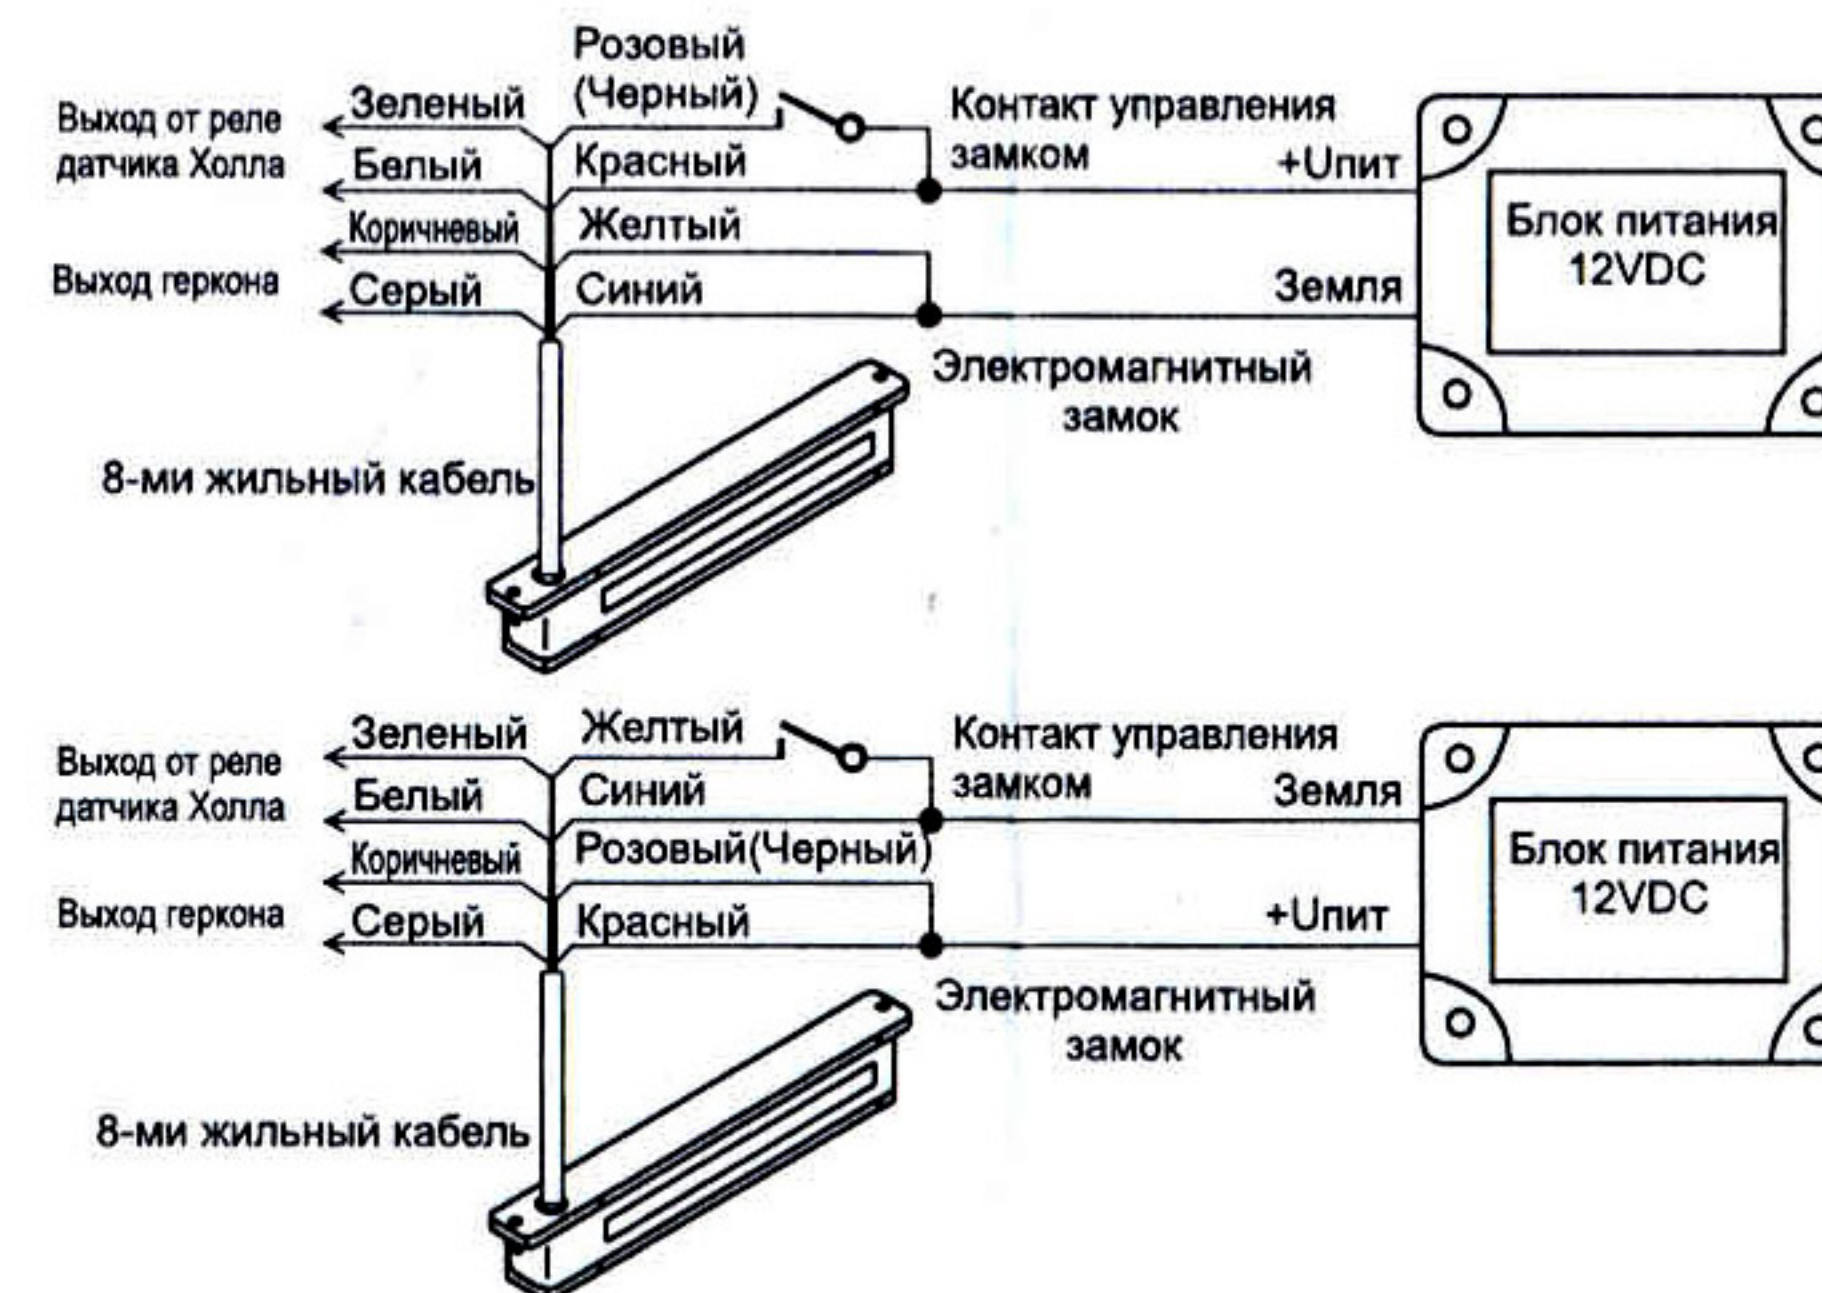 Розовый
(Черный)
Зеленый
Контакт управления
замком
Выход от реле
датчика Холла
Белый
Красный
+Uпит
Коричневый
Желтый
Блок питания
12VDC
Выход геркона
Серый
Синий
Земля
Электромагнитный
замок
8-ми жильный кабель
Зеленый
Желтый
Контакт управления
замком
Выход от реле
датчика Холла
Белый
Синий
Земля
Коричневый
Розовый(Черный)
Блок питания
12VDC
Выход геркона
Серый
Красный
+Uпит
Электромагнитный
замок
8-ми жильный кабель